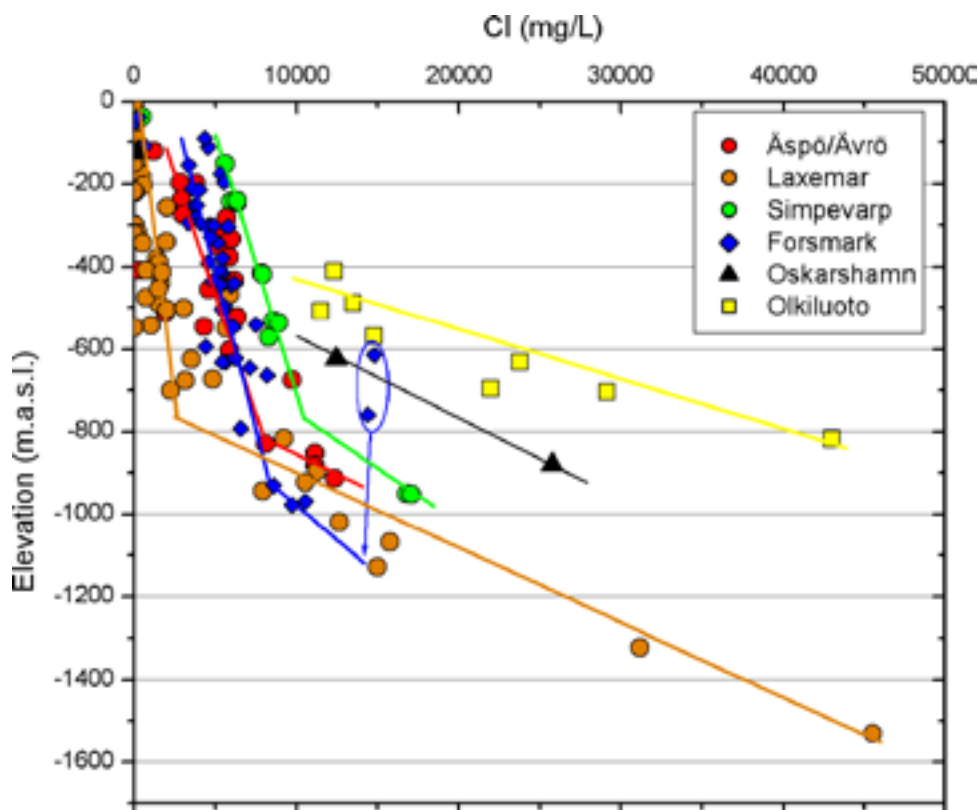 Cl (mg/L)
0 10000 20000 30000 40000 50000
0
-200
-400
-600
-800
-1000
-1200
-1400
-1600
Elevation (m.a.s.l.)
Äspö/Ävrö
Laxemar
Simpevarp
Forsmark
Oskarshamn
Olkiluoto